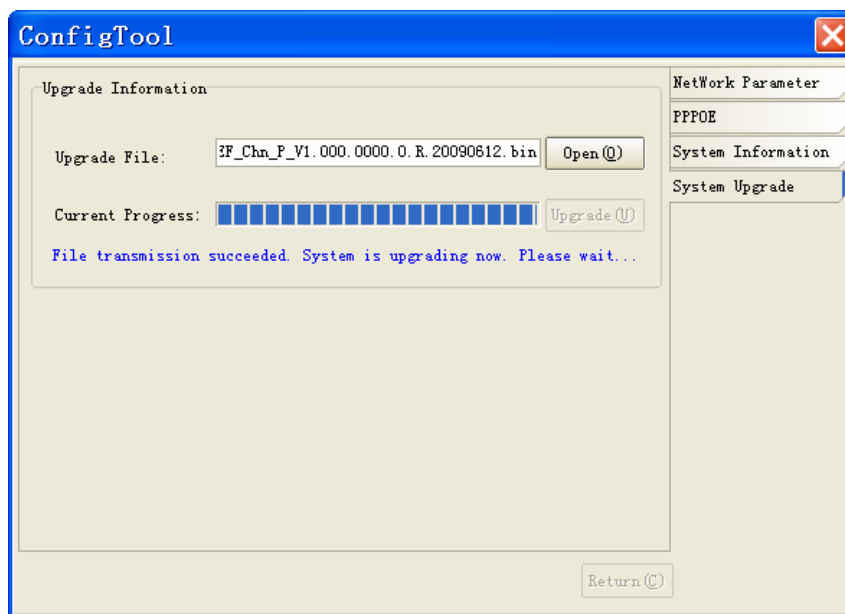 ConfigTool
Upgrade Information
Upgrade File:
F_Chn_P_V1.000.0000.0.R.20090612.bin
Open(O)
Current Progress:
Upgrade(U)
File transmission succeeded. System is upgrading now. Please wait...
NetWork Parameter
PPPOE
System Information
System Upgrade
Return(C)